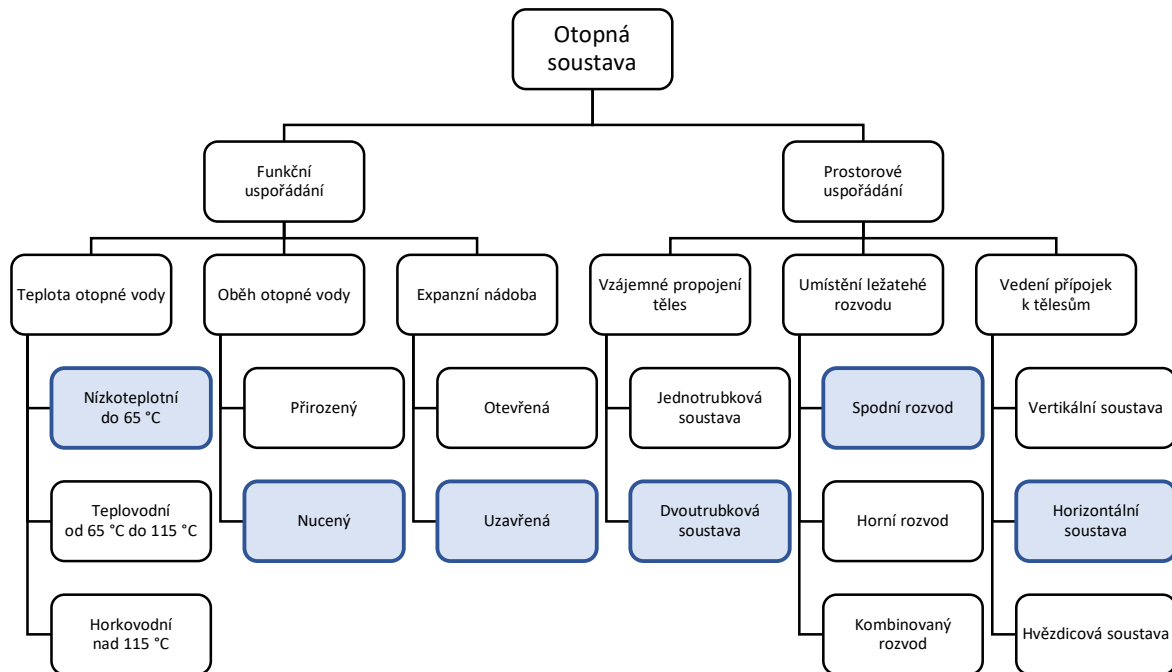 Otopná
soustava
Funkční
uspořádání
Prostorové
uspořádání
Teplota otopné vody
Oběh otopné vody
Expanzní nádoba
Vzájemné propojení
těles
Umístění ležatehé
rozvodu
Vedení přípojek
k tělesům
Nízkoteplotní
do 65 °C
Přirozený
Otevřená
Jednotrubková
soustava
Spodní rozvod
Vertikální soustava
Teplovodní
od 65 °C do 115 °C
Nucený
Uzavřená
Dvoutrubková
soustava
Horní rozvod
Horizontální
soustava
Horkovodní
nad 115 °C
Kombinovaný
rozvod
Hvězdicová soustava